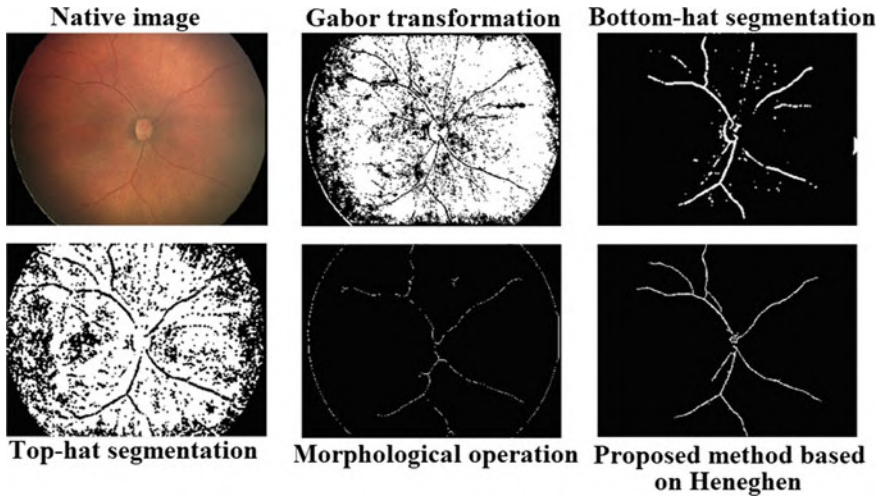 Native image
Gabor transformation
Bottom-hat segmentation
Top-hat segmentation
Morphological operation
Proposed method based
on Heneghen